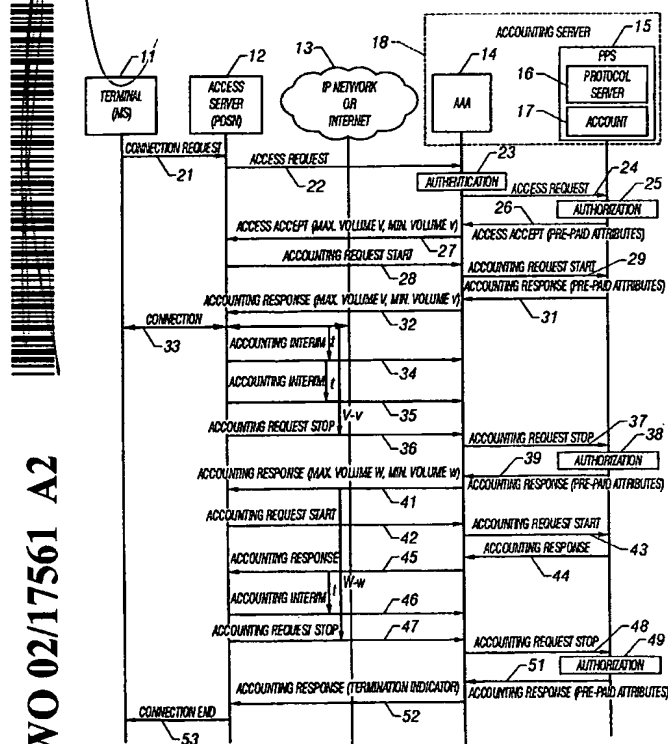 18
ACCOUNTING SERVER
15
11
12
13
14
PPS
TERMINAL
(MS)
ACCESS
SERVER
(PDSN)
IP NETWORK
OR
INTERNET
AAA
16
PROTOCOL
SERVER
17
ACCOUNT
CONNECTION REQUEST
21
ACCESS REQUEST
22
23
AUTHENTICATION
24
ACCESS REQUEST
25
AUTHORIZATION
26
ACCESS ACCEPT (PRE-PAID ATTRIBUTES)
ACCESS ACCEPT (MAX. VOLUME V, MIN. VOLUME v)
27
ACCOUNTING REQUEST START
28
29
ACCOUNTING REQUEST START
ACCOUNTING RESPONSE (PRE-PAID ATTRIBUTES)
31
ACCOUNTING RESPONSE (MAX. VOLUME V, MIN. VOLUME v)
32
CONNECTION
33
ACCOUNTING INTERIM
t
34
ACCOUNTING INTERIM
t
35
V-v
ACCOUNTING REQUEST STOP
36
37
ACCOUNTING REQUEST STOP
38
AUTHORIZATION
39
ACCOUNTING RESPONSE (PRE-PAID ATTRIBUTES)
ACCOUNTING RESPONSE (MAX. VOLUME W, MIN. VOLUME w)
41
ACCOUNTING REQUEST START
42
ACCOUNTING REQUEST START
43
ACCOUNTING RESPONSE
44
ACCOUNTING RESPONSE
45
t
W-w
ACCOUNTING INTERIM
46
ACCOUNTING REQUEST STOP
47
48
ACCOUNTING REQUEST STOP
49
AUTHORIZATION
51
ACCOUNTING RESPONSE (PRE-PAID ATTRIBUTES)
ACCOUNTING RESPONSE (TERMINATION INDICATOR)
52
CONNECTION END
53
WO 02/17561 A2